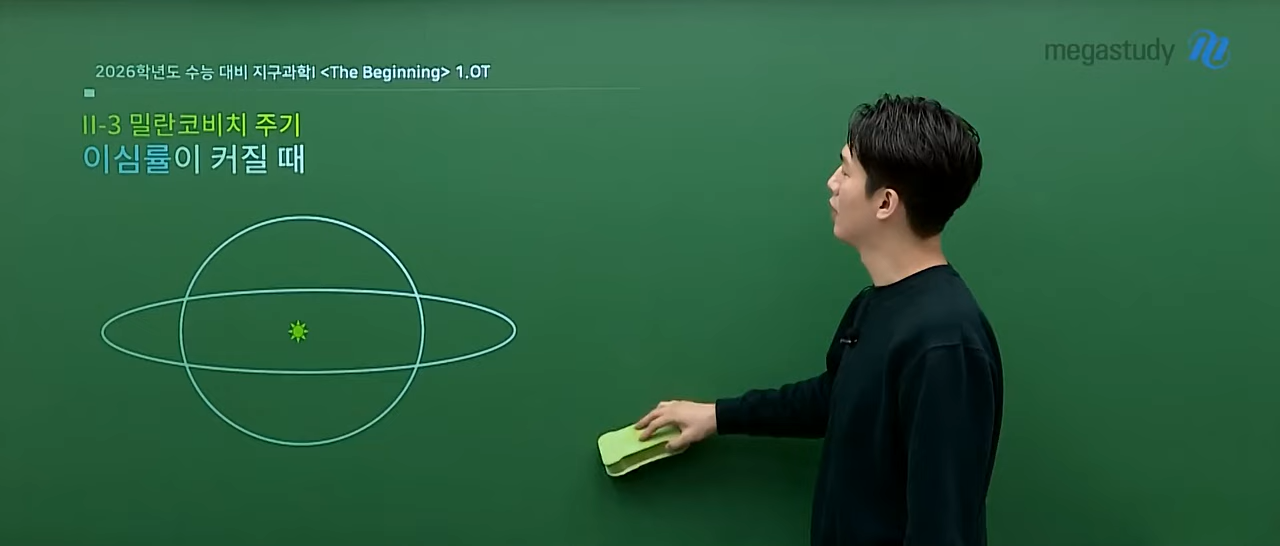 2026학년도 수능 대비 지구과학I <The Beginning> 1.OT
megastudy
II-3 밀란코비치 주기
이심률이 커질 때